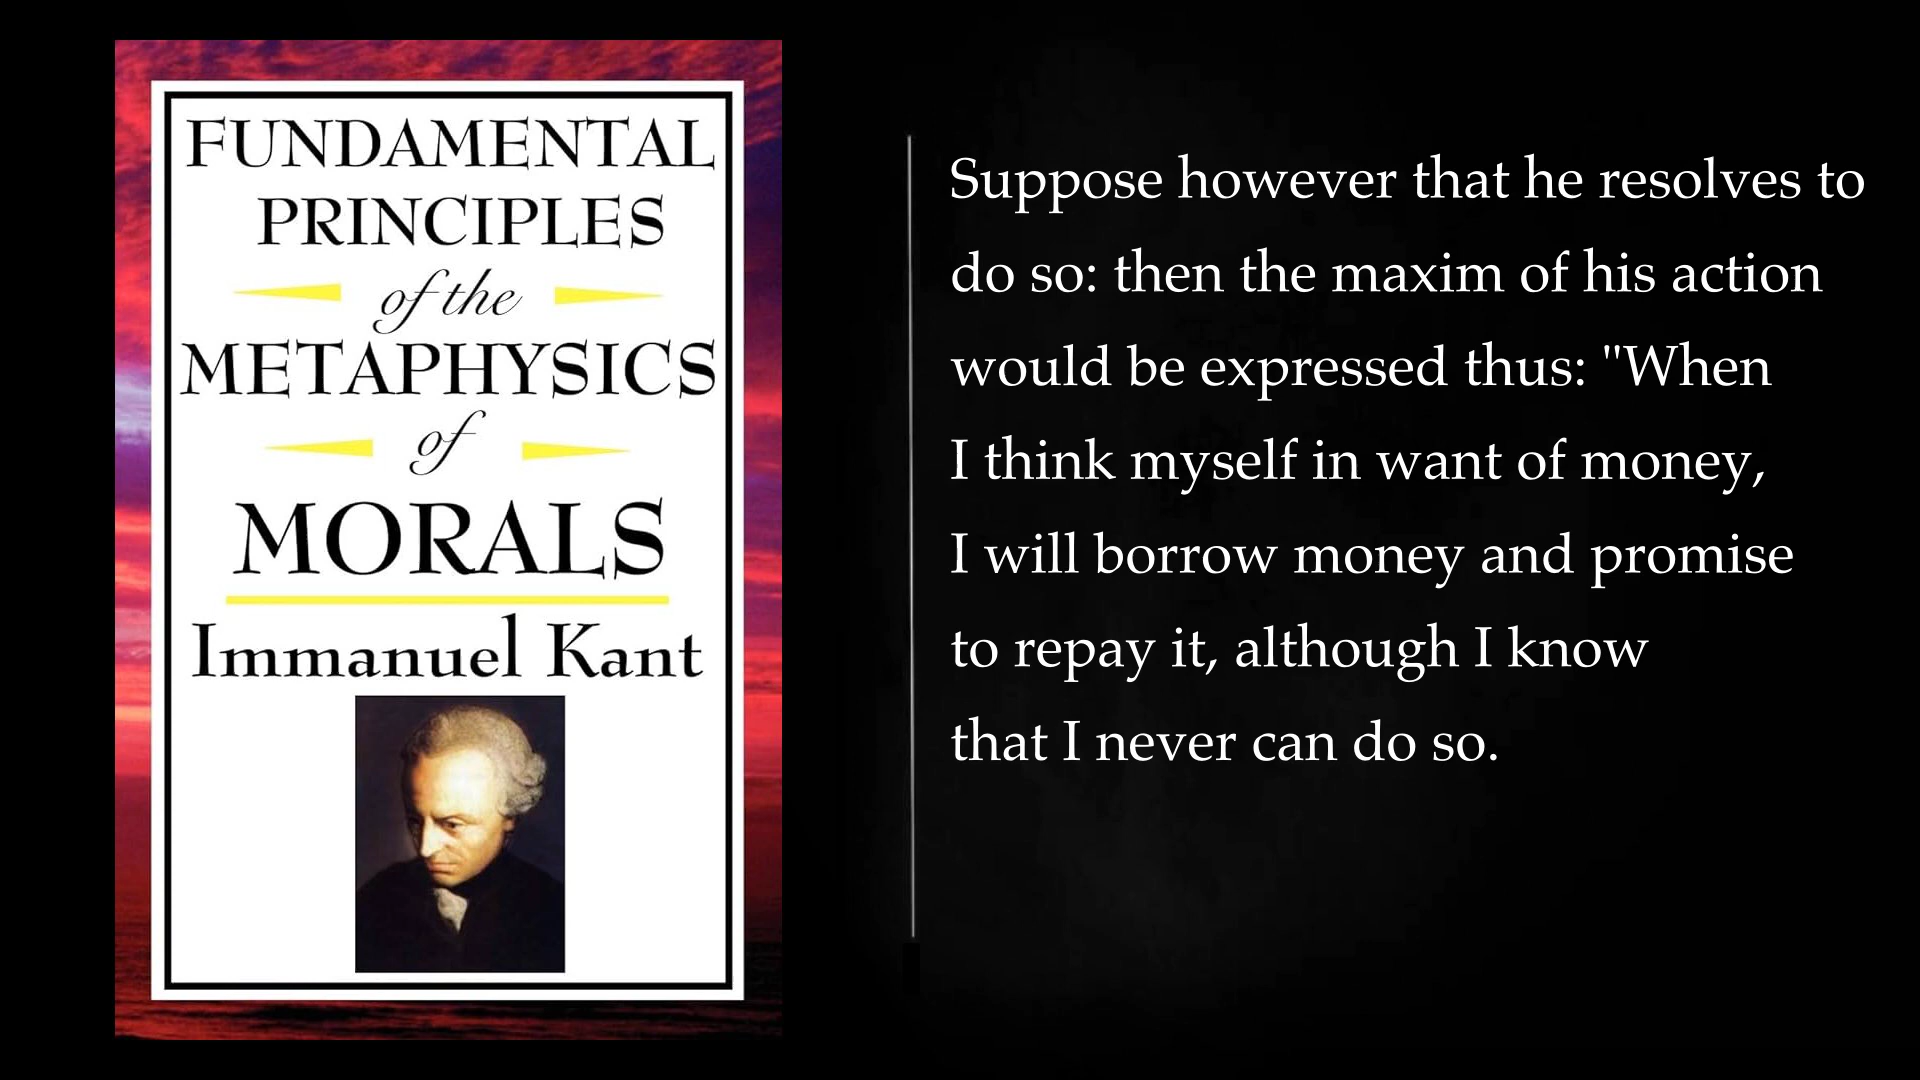 FUNDAMENTAL
PRINCIPLES
of the
METAPHYSICS
of
MORALS
Immanuel Kant
Suppose however that he resolves to
do so: then the maxim of his action
would be expressed thus: "When
I think myself in want of money,
I will borrow money and promise
to repay it, although I know
that I never can do so.